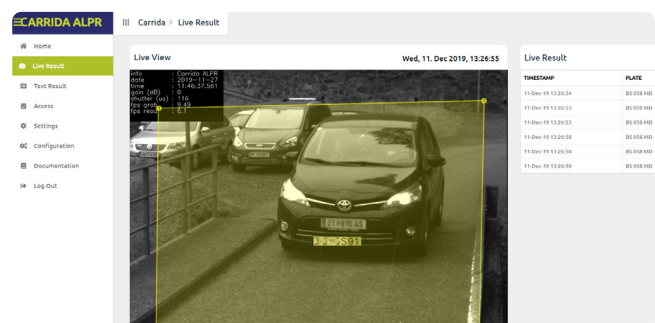 CARRIDA ALPR
Carrida > Live Result
Home
Live Result
Text Result
Access
Settings
Configuration
Documentation
Log Out
Live View
Wed, 11. Dec 2019, 13:26:55
info : Carrida ALPR
date : 2019-11-27
time : 11:46:37.561
gain (dB) : 0
shutter (us) : 116
fps grab : 9.49
fps read : 6.1
Live Result
TIMESTAMP PLATE
11-Dec-19 13:26:54 BS 058 MD
11-Dec-19 13:26:53 BS 058 MD
11-Dec-19 13:26:53 BS 058 MD
11-Dec-19 13:26:50 BS 058 MD
11-Dec-19 13:26:50 BS 058 MD
11-Dec-19 13:26:50 BS 058 MD